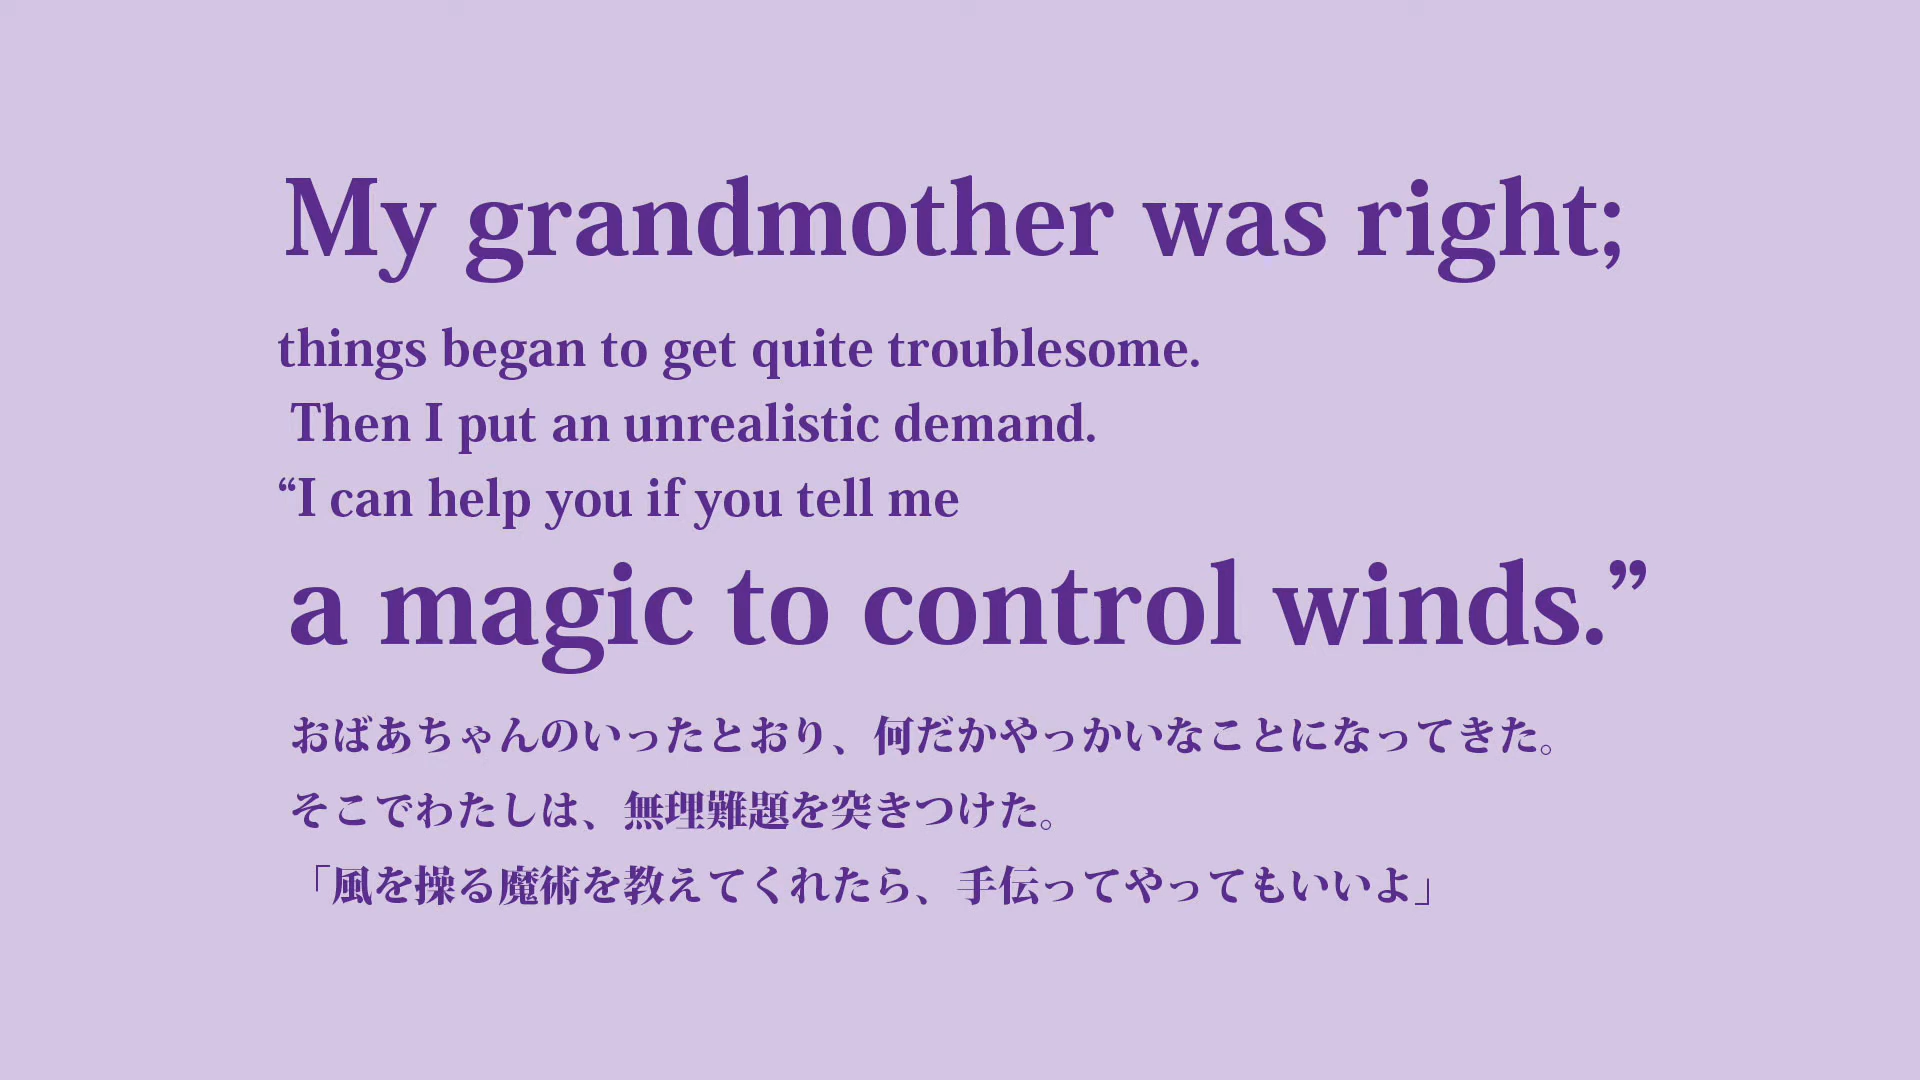 My grandmother was right;
things began to get quite troublesome.
Then I put an unrealistic demand.
“I can help you if you tell me
a magic to control winds.”
おばあちゃんのいったとおり、何だかやっかいなことになってきた。
そこでわたしは、無理難題を突きつけた。
「風を操る魔術を教えてくれたら、手伝ってやってもいいよ」